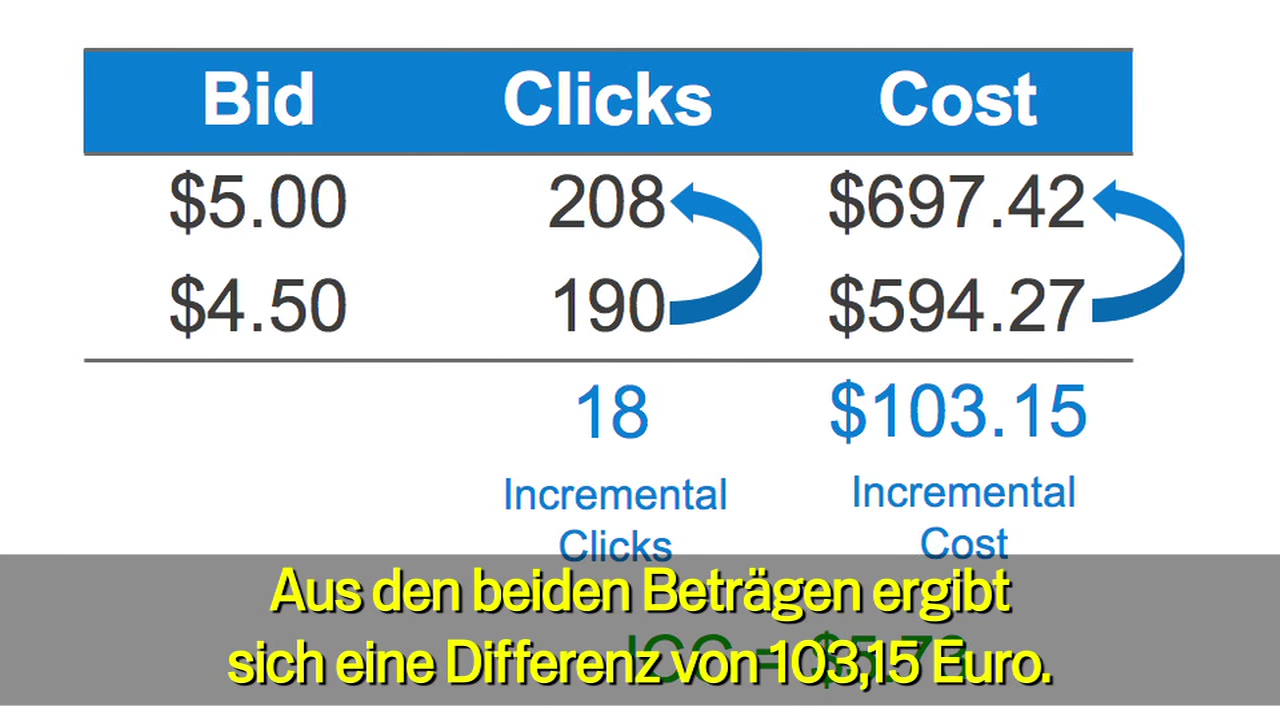 Bid Clicks Cost
$5.00 208 $697.42
$4.50 190 $594.27
18 $103.15
Incremental Clicks
Incremental Cost
Aus den beiden Beträgen ergibt
sich eine Differenz von 103,15 Euro.